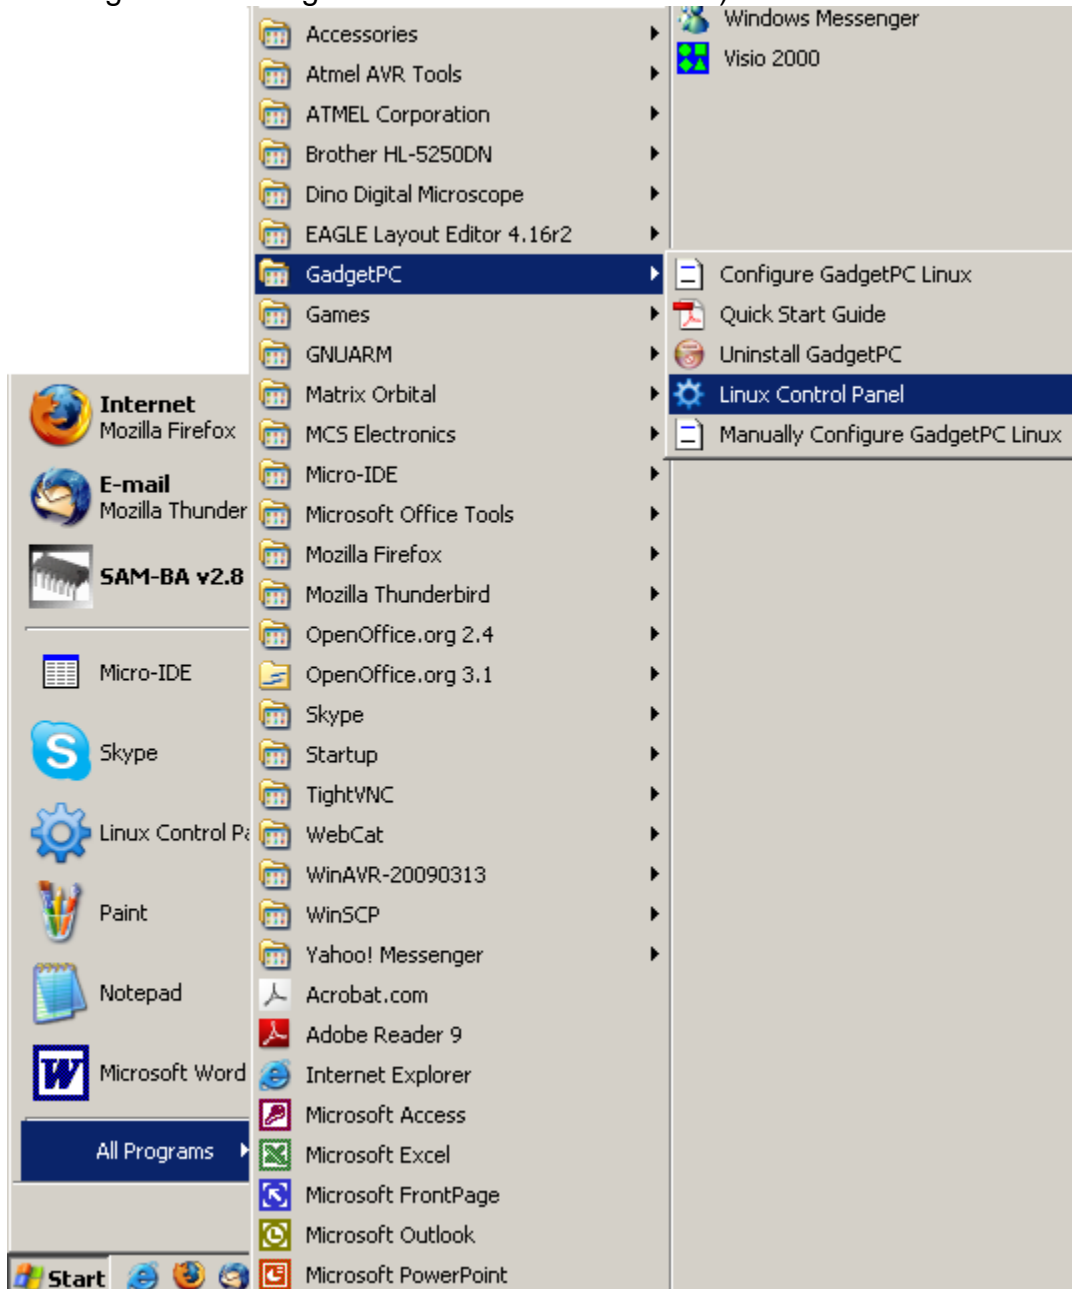 Accessories
Atmel AVR Tools
ATMEL Corporation
Brother HL-5250DN
Dino Digital Microscope
EAGLE Layout Editor 4.16r2
GadgetPC
Games
GNUARM
Matrix Orbital
MCS Electronics
Micro-IDE
Microsoft Office Tools
Mozilla Firefox
Mozilla Thunderbird
OpenOffice.org 2.4
OpenOffice.org 3.1
Skype
Startup
TightVNC
WebCat
WinAVR-20090313
WinSCP
Yahoo! Messenger
Acrobat.com
Adobe Reader 9
Internet Explorer
Microsoft Access
Microsoft Excel
Microsoft FrontPage
Microsoft Outlook
Microsoft PowerPoint
Windows Messenger
Visio 2000
Configure GadgetPC Linux
Quick Start Guide
Uninstall GadgetPC
Linux Control Panel
Manually Configure GadgetPC Linux
Internet
Mozilla Firefox
E-mail
Mozilla Thunder
SAM-BA v2.8
Micro-IDE
Skype
Linux Control Pa
Paint
Notepad
Microsoft Word
All Programs
Start